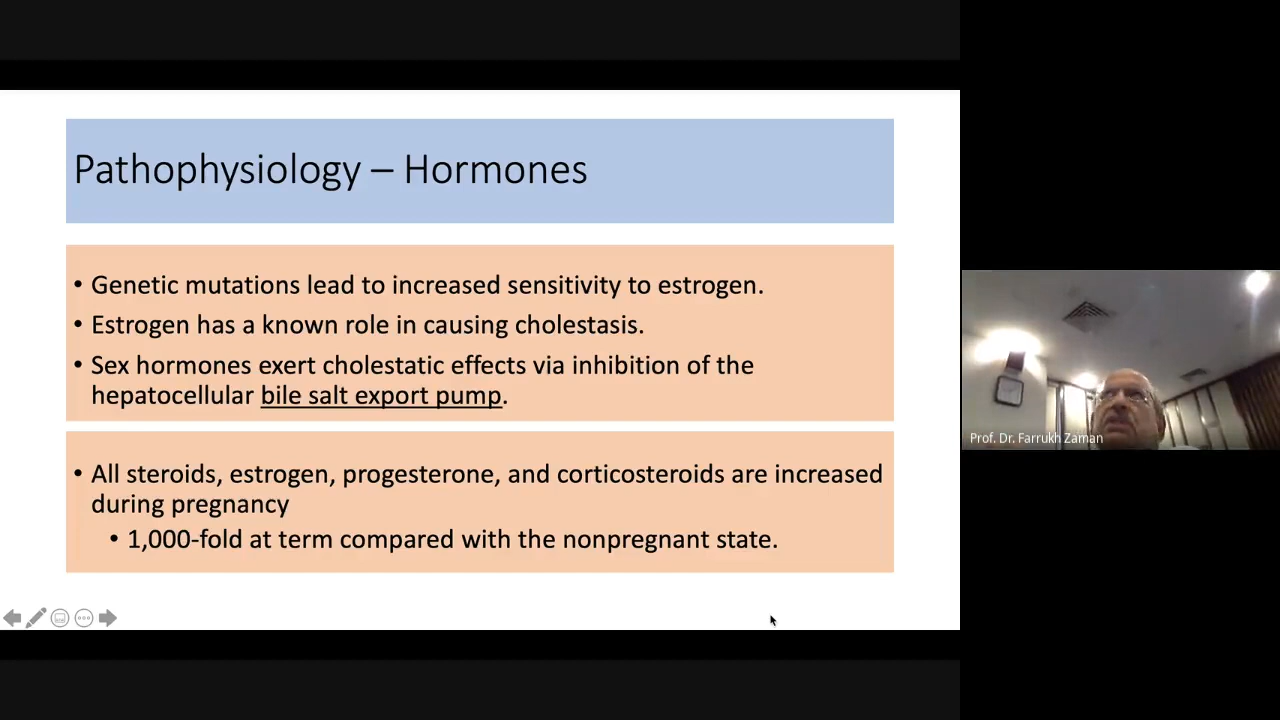 Pathophysiology – Hormones
• Genetic mutations lead to increased sensitivity to estrogen.
• Estrogen has a known role in causing cholestasis.
• Sex hormones exert cholestatic effects via inhibition of the
hepatocellular bile salt export pump.
• All steroids, estrogen, progesterone, and corticosteroids are increased
during pregnancy
• 1,000-fold at term compared with the nonpregnant state.
Prof. Dr. Farrukh Zaman